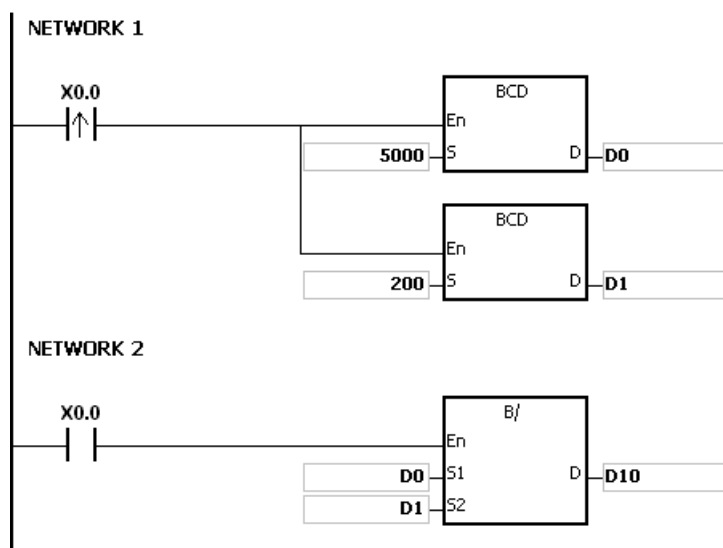 NETWORK 1
X0.0
BCD
En
5000 S D D0
BCD
En
200 S D D1
NETWORK 2
X0.0
B/
En
D0 S1 D D10
D1 S2